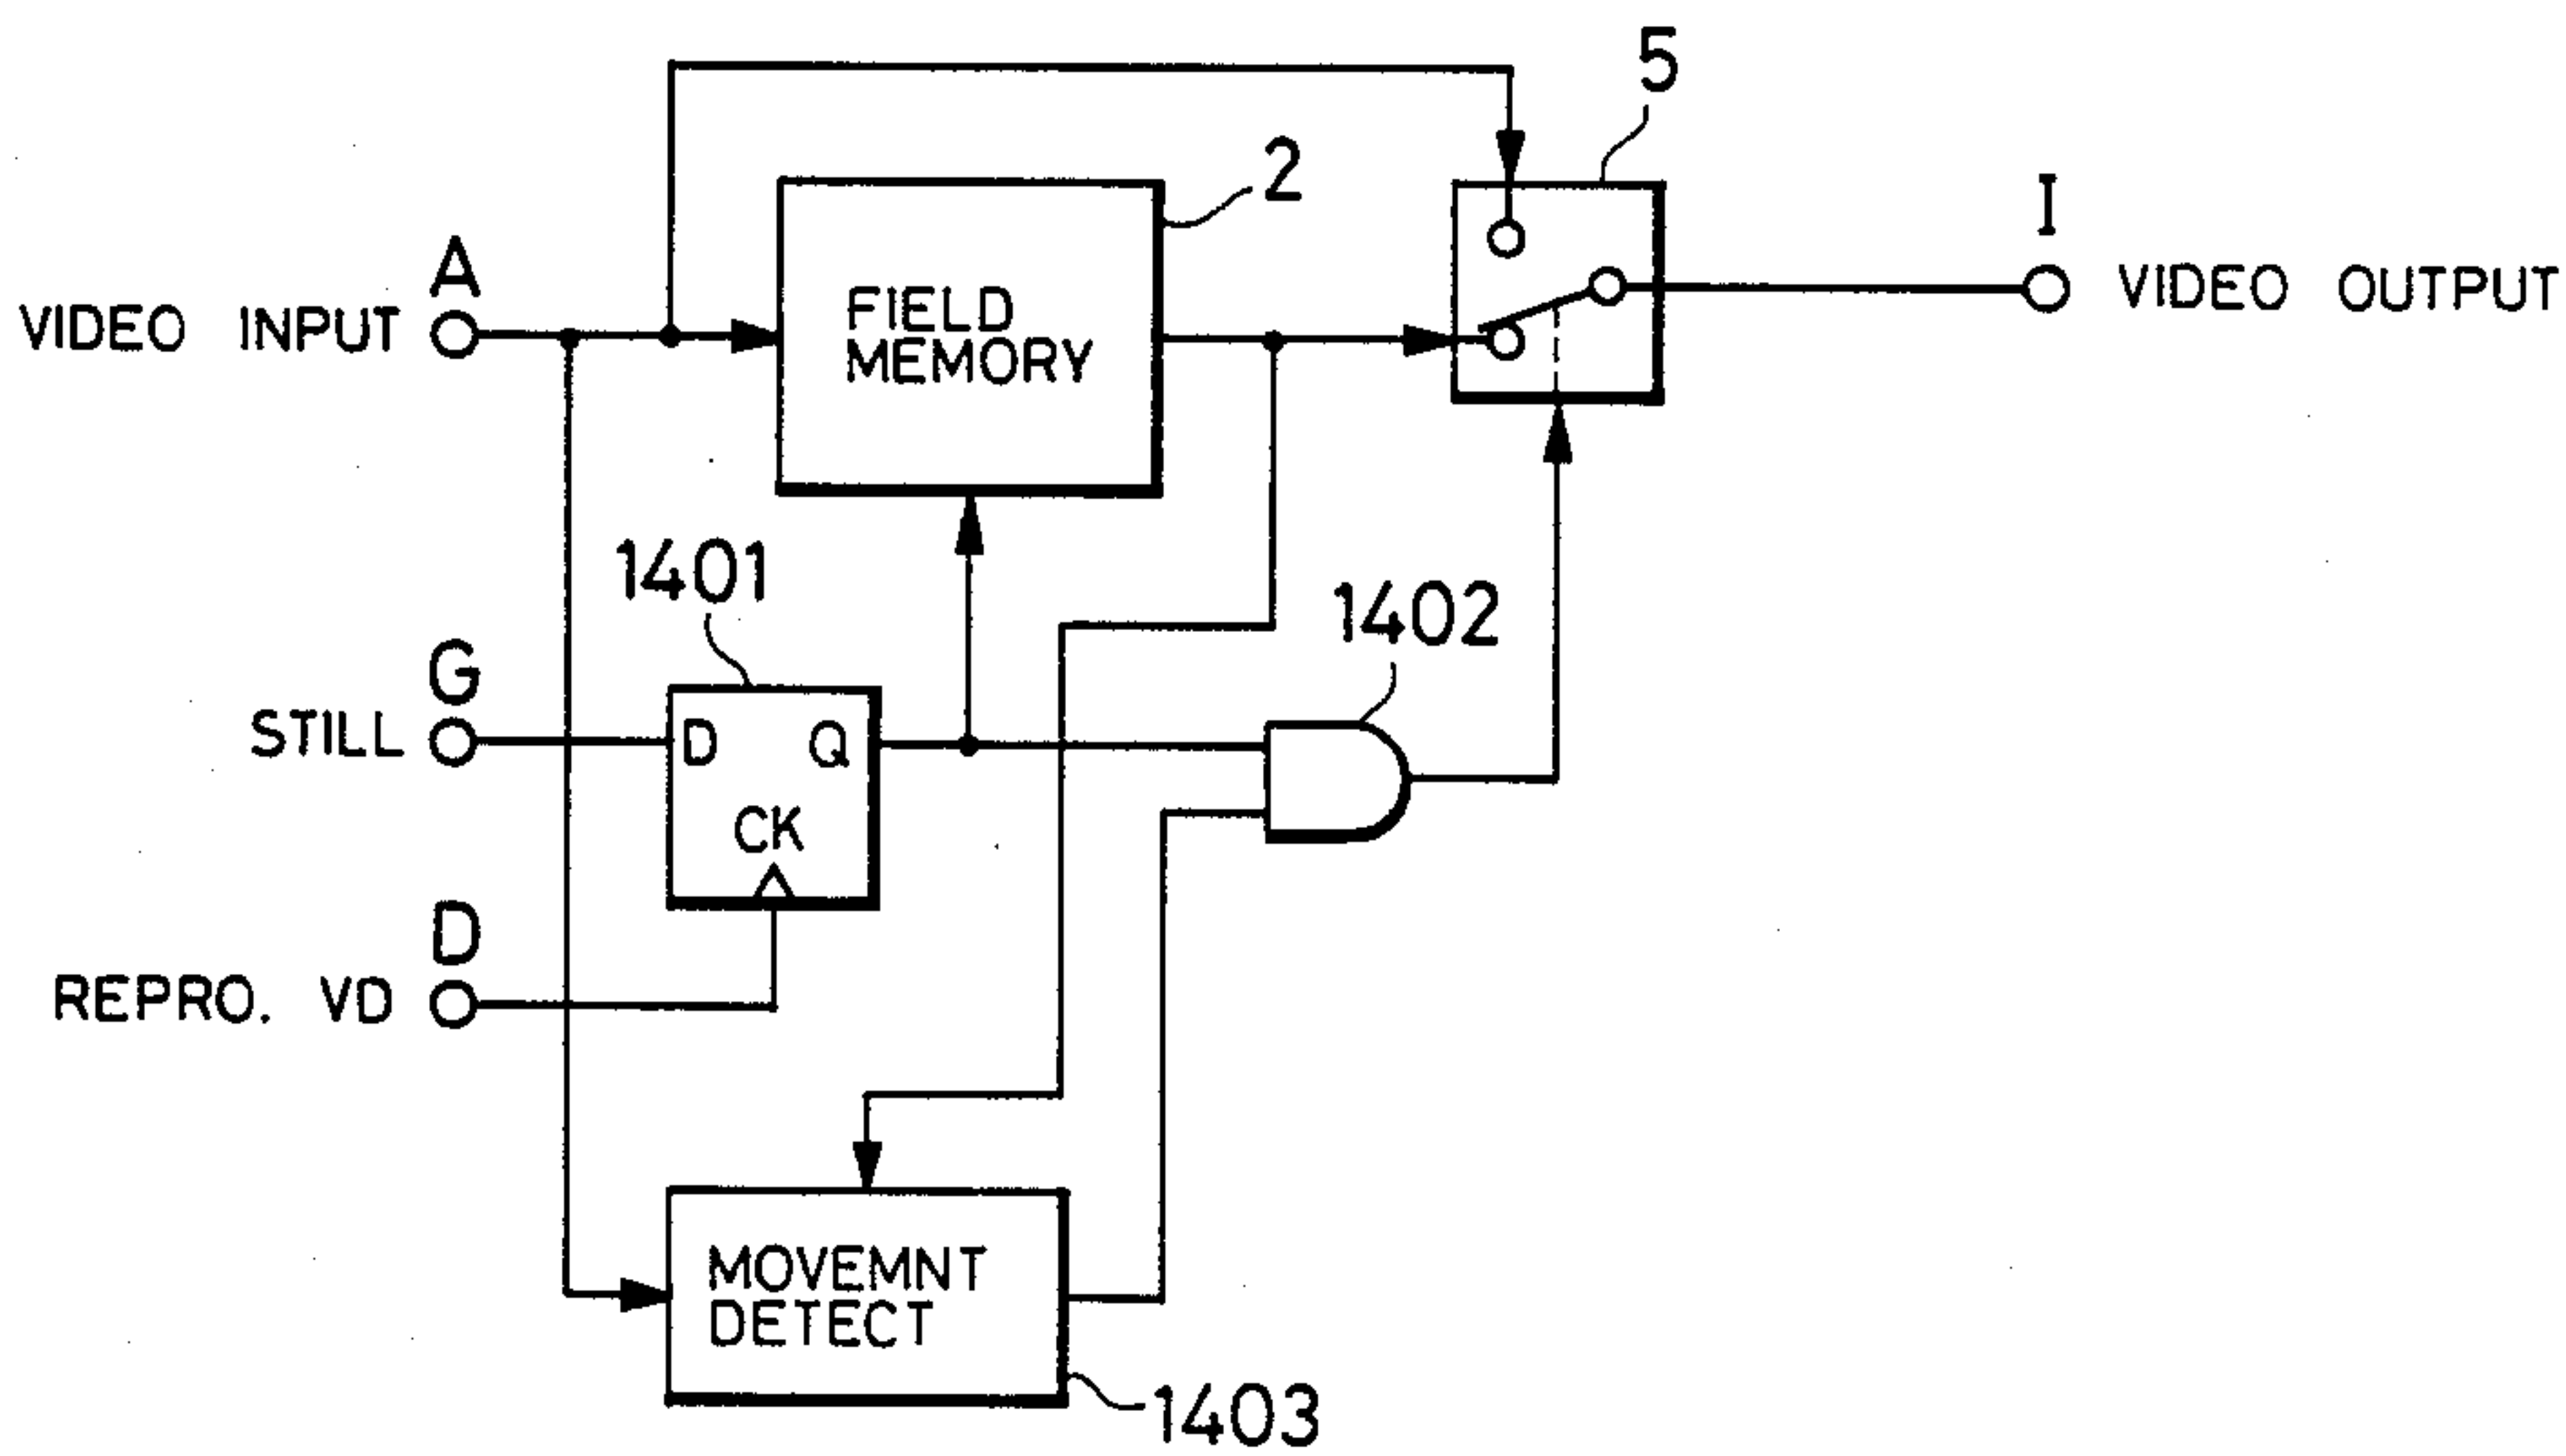 5
2
I
A
VIDEO INPUT
FIELD
MEMORY
VIDEO OUTPUT
1401
1402
G
STILL
D Q
CK
D
REPRO. VD
MOVEMNT
DETECT
1403